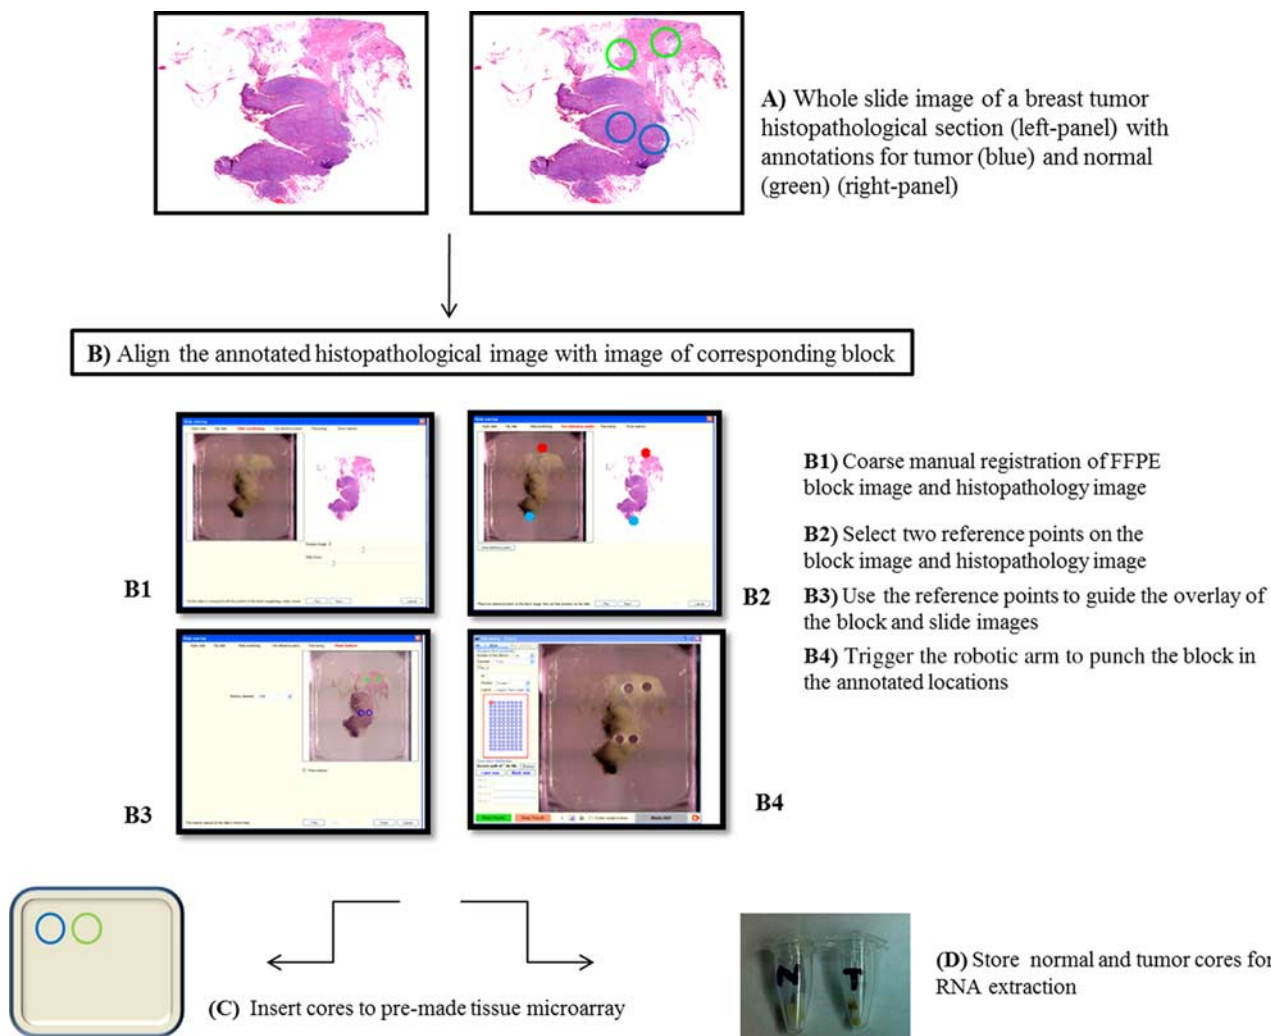 A) Whole slide image of a breast tumor
histopathological section (left-panel) with
annotations for tumor (blue) and normal
(green) (right-panel)
B) Align the annotated histopathological image with image of corresponding block
B1
B2
B1) Coarse manual registration of FFPE
block image and histopathology image
B2) Select two reference points on the
block image and histopathology image
B3) Use the reference points to guide the overlay of
the block and slide images
B4) Trigger the robotic arm to punch the block in
the annotated locations
B3
B4
(C) Insert cores to pre-made tissue microarray
N T
(D) Store normal and tumor cores for
RNA extraction